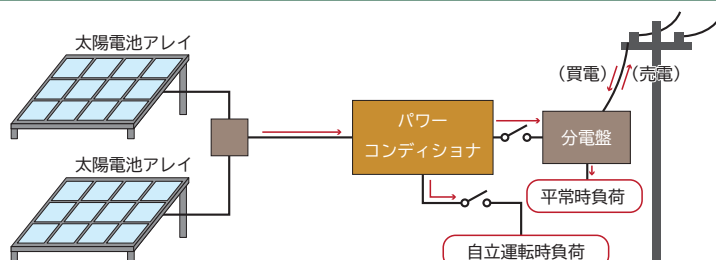 太陽電池アレイ
(買電)
(売電)
パワー
コンディショナ
分電盤
太陽電池アレイ
平常時負荷
自立運転時負荷